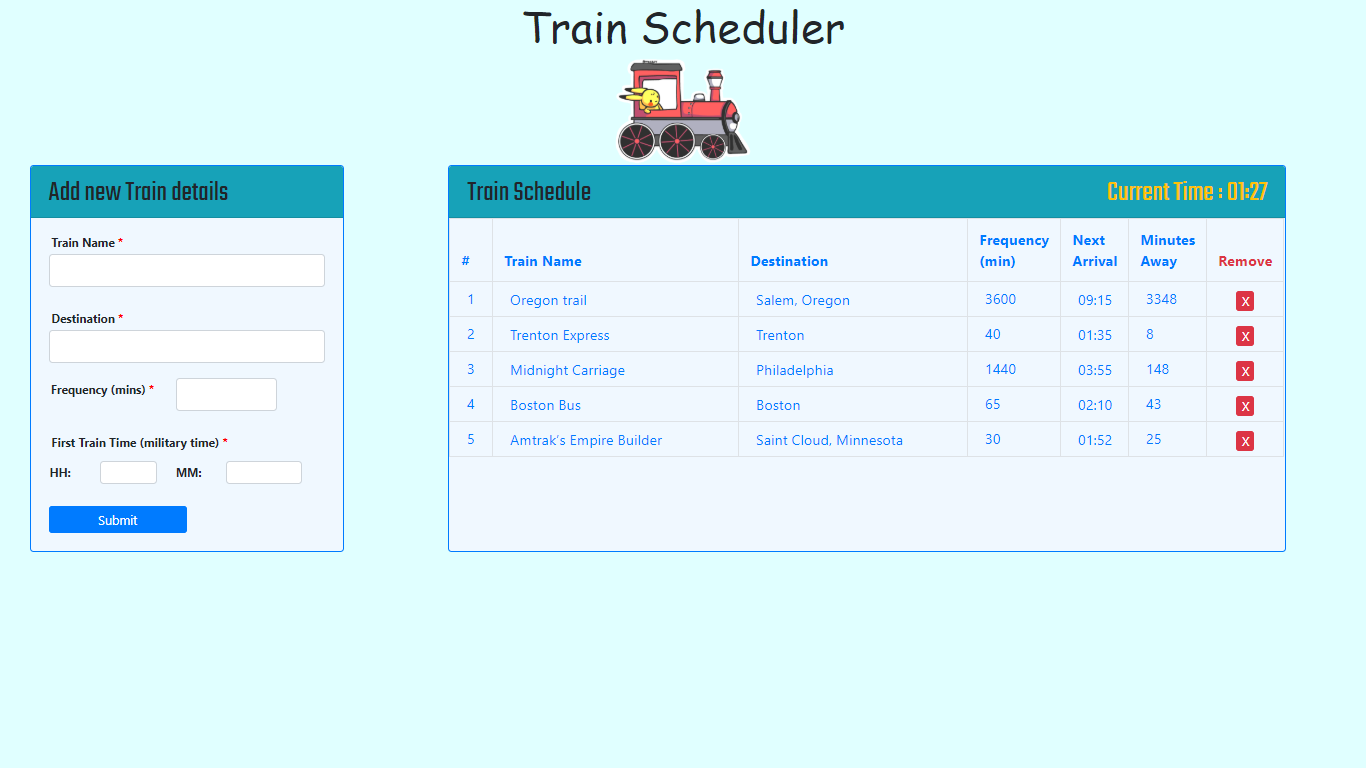 Train Scheduler
Add new Train details
Train Name *
Destination *
Frequency (mins) *
First Train Time (military time) *
HH: MM:
Submit
Train Schedule Current Time : 01:27
# Train Name Destination Frequency (min) Next Arrival Minutes Away Remove
1 Oregon trail Salem, Oregon 3600 09:15 3348 X
2 Trenton Express Trenton 40 01:35 8 X
3 Midnight Carriage Philadelphia 1440 03:55 148 X
4 Boston Bus Boston 65 02:10 43 X
5 Amtrak's Empire Builder Saint Cloud, Minnesota 30 01:52 25 X